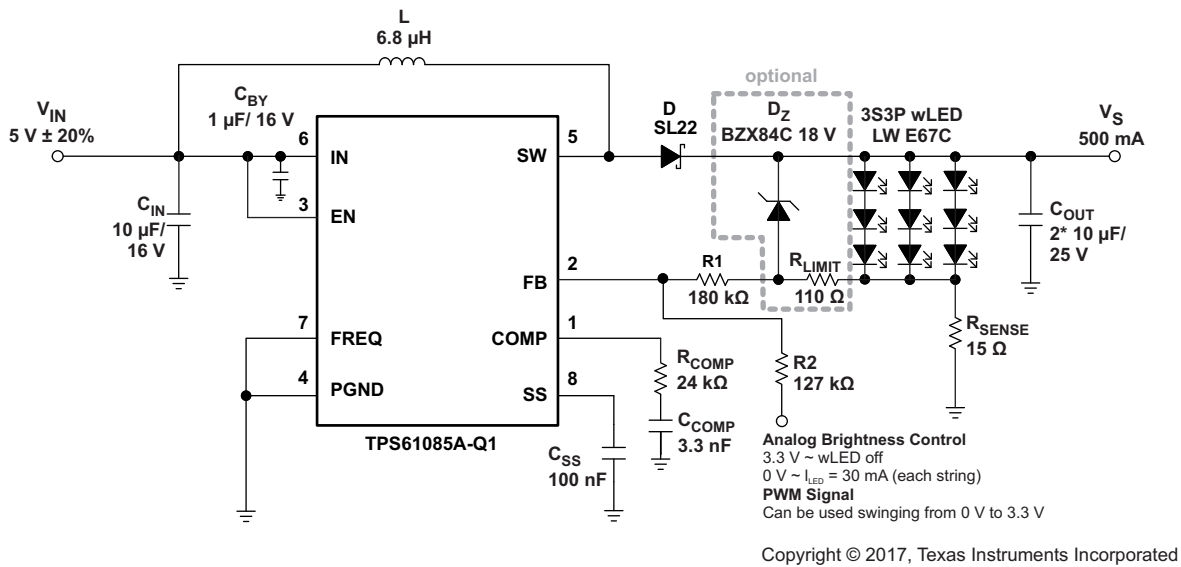 L
6.8 µH
optional
V_IN
5 V ± 20%
C_BY
1 µF/ 16 V
D
SL22
D_Z
BZX84C 18 V
3S3P wLED
LW E67C
V_S
500 mA
6
IN
SW
5
3
EN
C_IN
10 µF/
16 V
C_OUT
2* 10 µF/
25 V
FB
2
R1
180 kΩ
R_LIMIT
110 Ω
7
FREQ
COMP
1
R_SENSE
15 Ω
R_COMP
24 kΩ
R2
127 kΩ
4
PGND
SS
8
C_COMP
3.3 nF
TPS61085A-Q1
C_SS
100 nF
Analog Brightness Control
3.3 V ~ wLED off
0 V ~ I_LED = 30 mA (each string)
PWM Signal
Can be used swinging from 0 V to 3.3 V
Copyright © 2017, Texas Instruments Incorporated